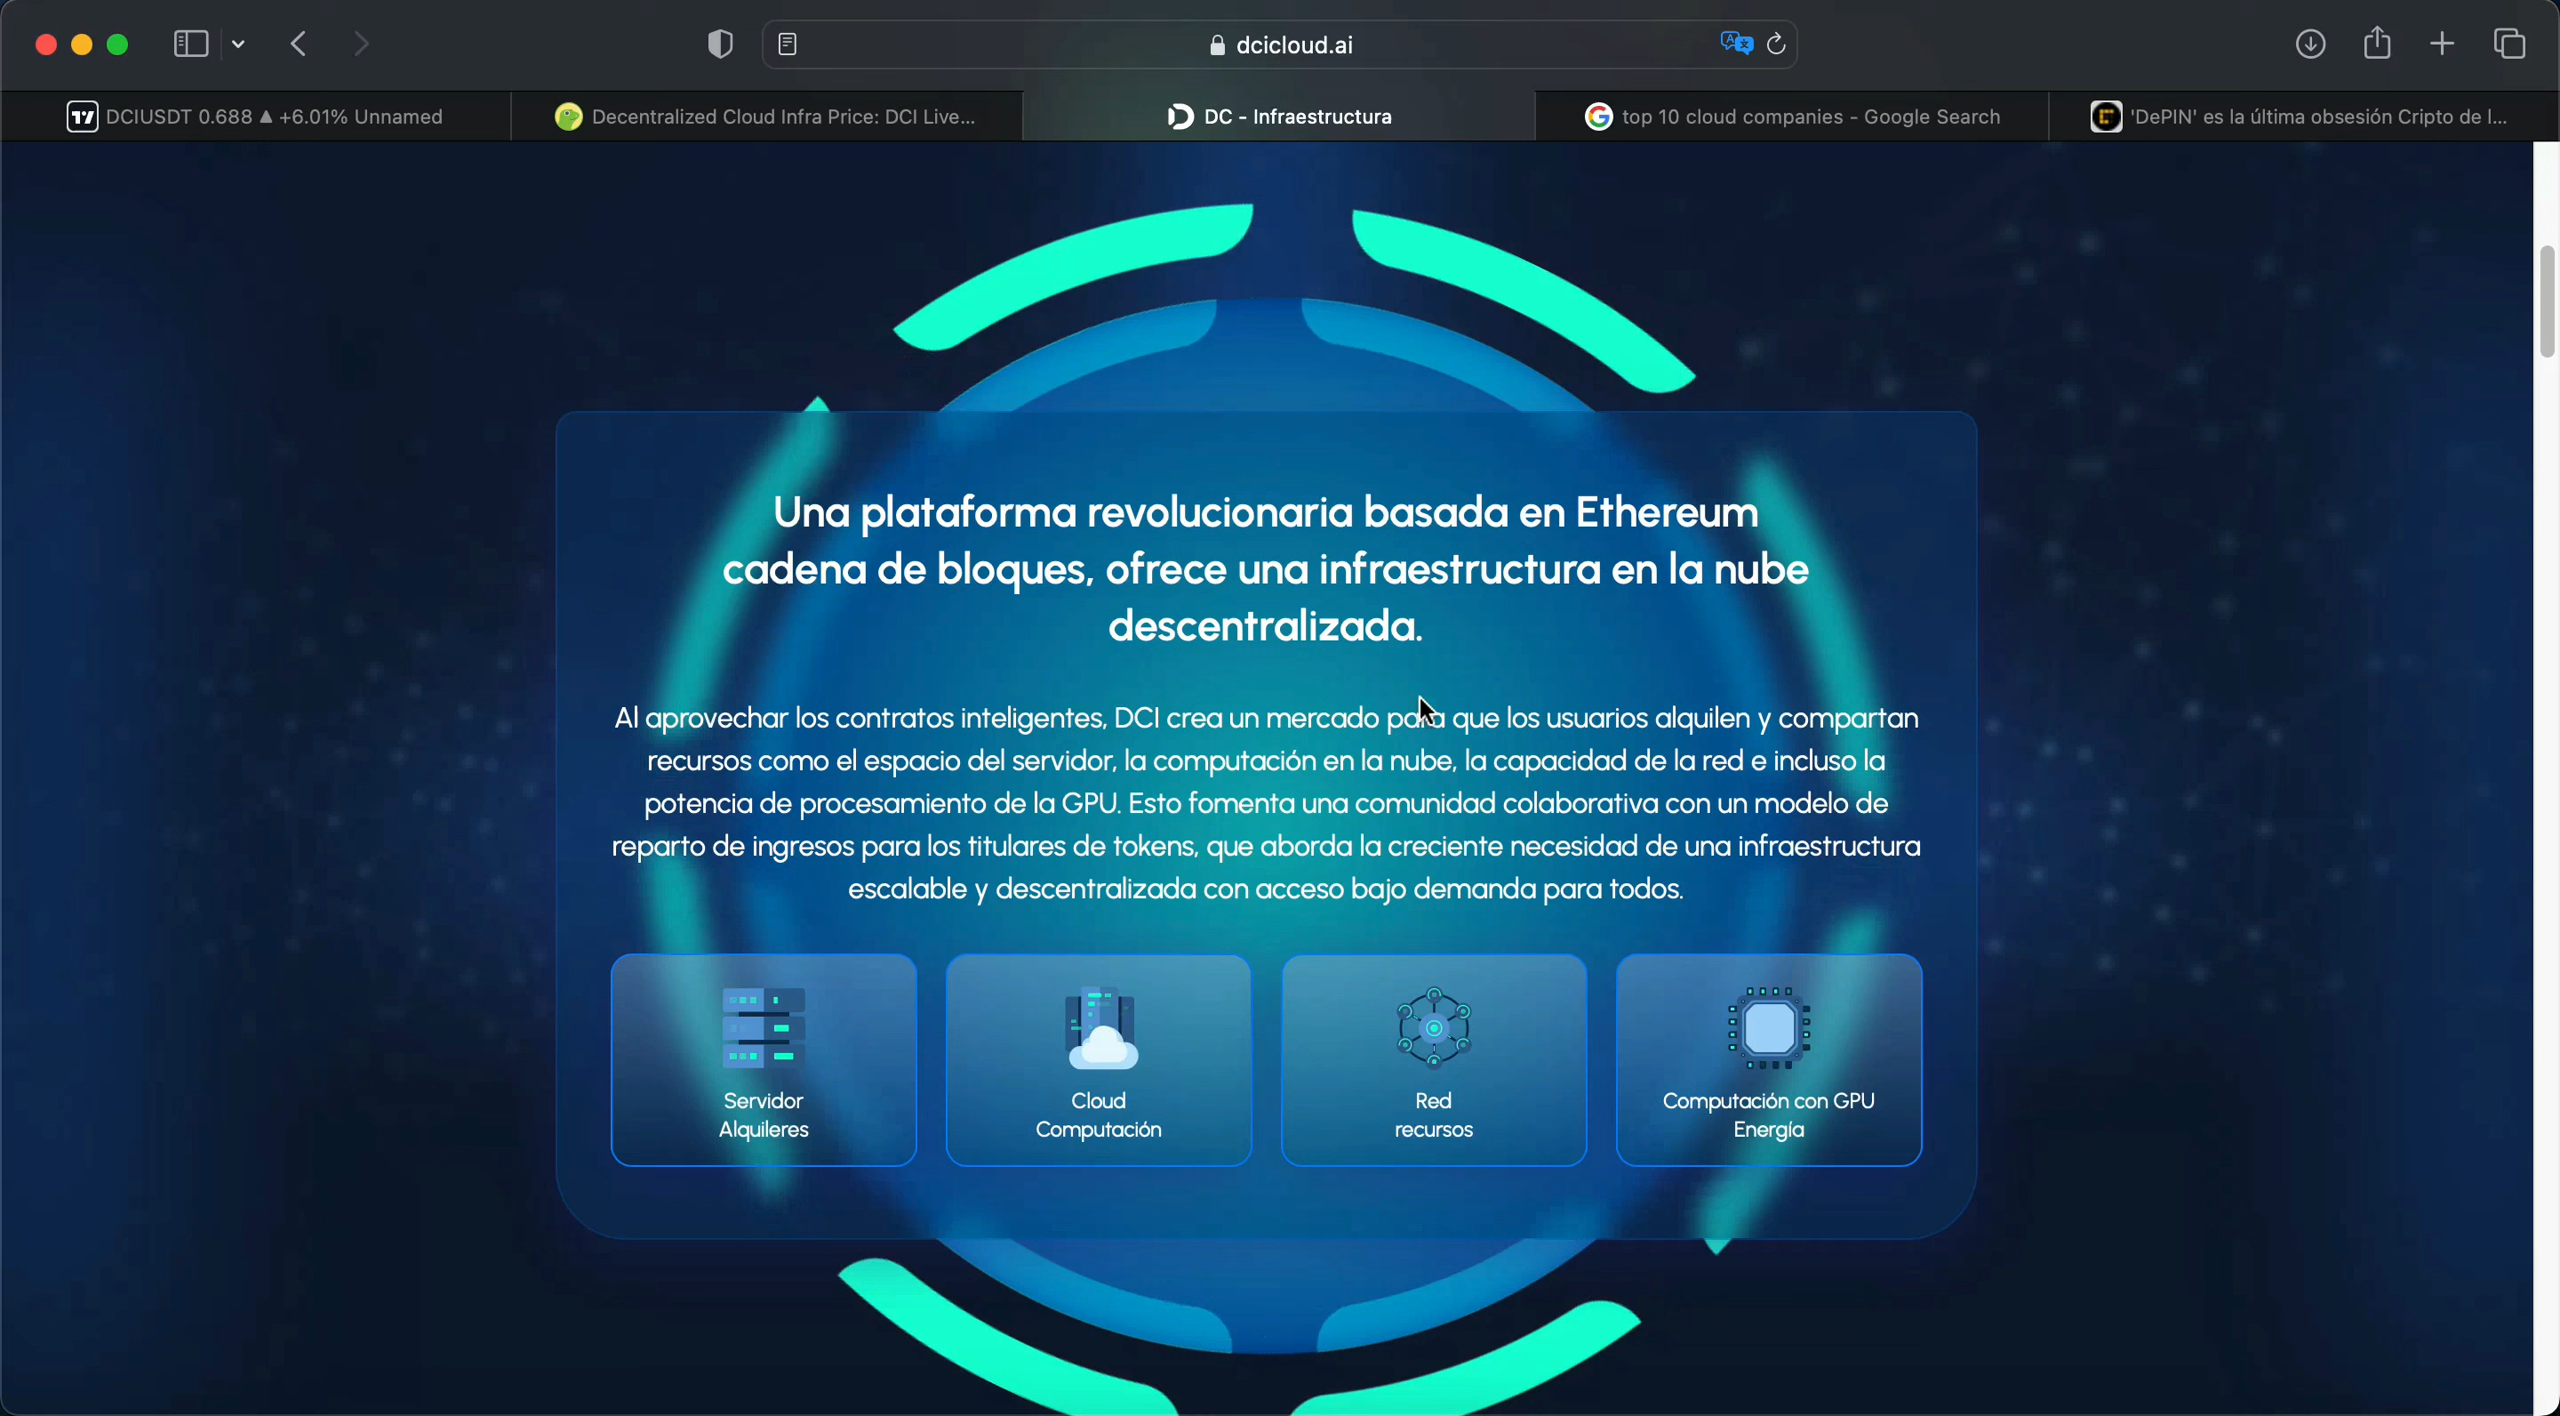 dcicloud.ai
DCIUSDT 0.688 ▲ +6.01% Unnamed
Decentralized Cloud Infra Price: DCI Live...
DC - Infraestructura
top 10 cloud companies - Google Search
'DePIN' es la última obsesión Cripto de l...
Una plataforma revolucionaria basada en Ethereum
cadena de bloques, ofrece una infraestructura en la nube
descentralizada.
Al aprovechar los contratos inteligentes, DCI crea un mercado para que los usuarios alquilen y compartan
recursos como el espacio del servidor, la computación en la nube, la capacidad de la red e incluso la
potencia de procesamiento de la GPU. Esto fomenta una comunidad colaborativa con un modelo de
reparto de ingresos para los titulares de tokens, que aborda la creciente necesidad de una infraestructura
escalable y descentralizada con acceso bajo demanda para todos.
Servidor
Alquileres
Cloud
Computación
Red
recursos
Computación con GPU
Energía